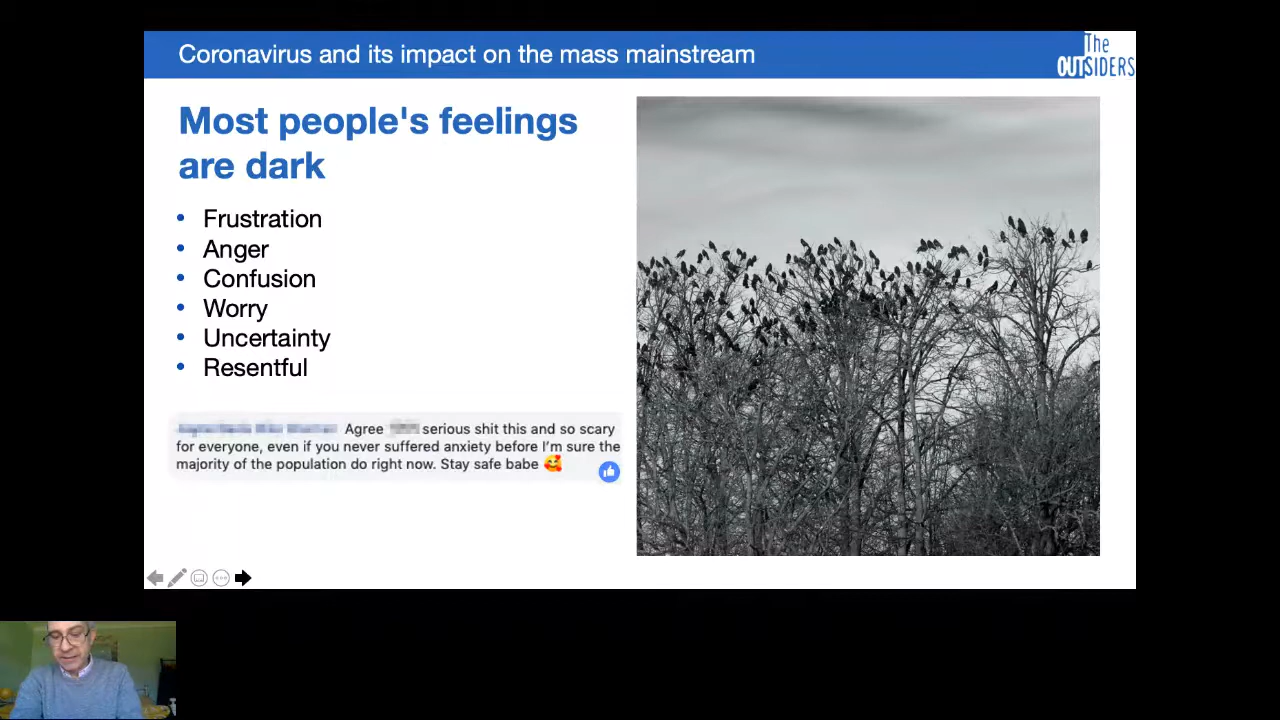 Coronavirus and its impact on the mass mainstream
The
OUTSIDERS
Most people's feelings
are dark
• Frustration
• Anger
• Confusion
• Worry
• Uncertainty
• Resentful
Agree serious shit this and so scary
for everyone, even if you never suffered anxiety before I'm sure the
majority of the population do right now. Stay safe babe 🥰